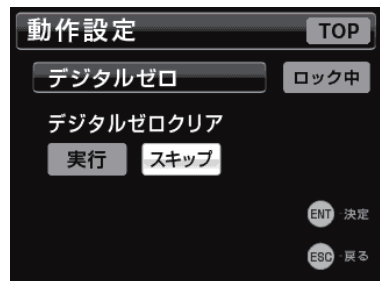 動作設定 TOP
デジタルゼロ ロック中
デジタルゼロクリア
実行 スキップ
ENT -決定
ESC -戻る